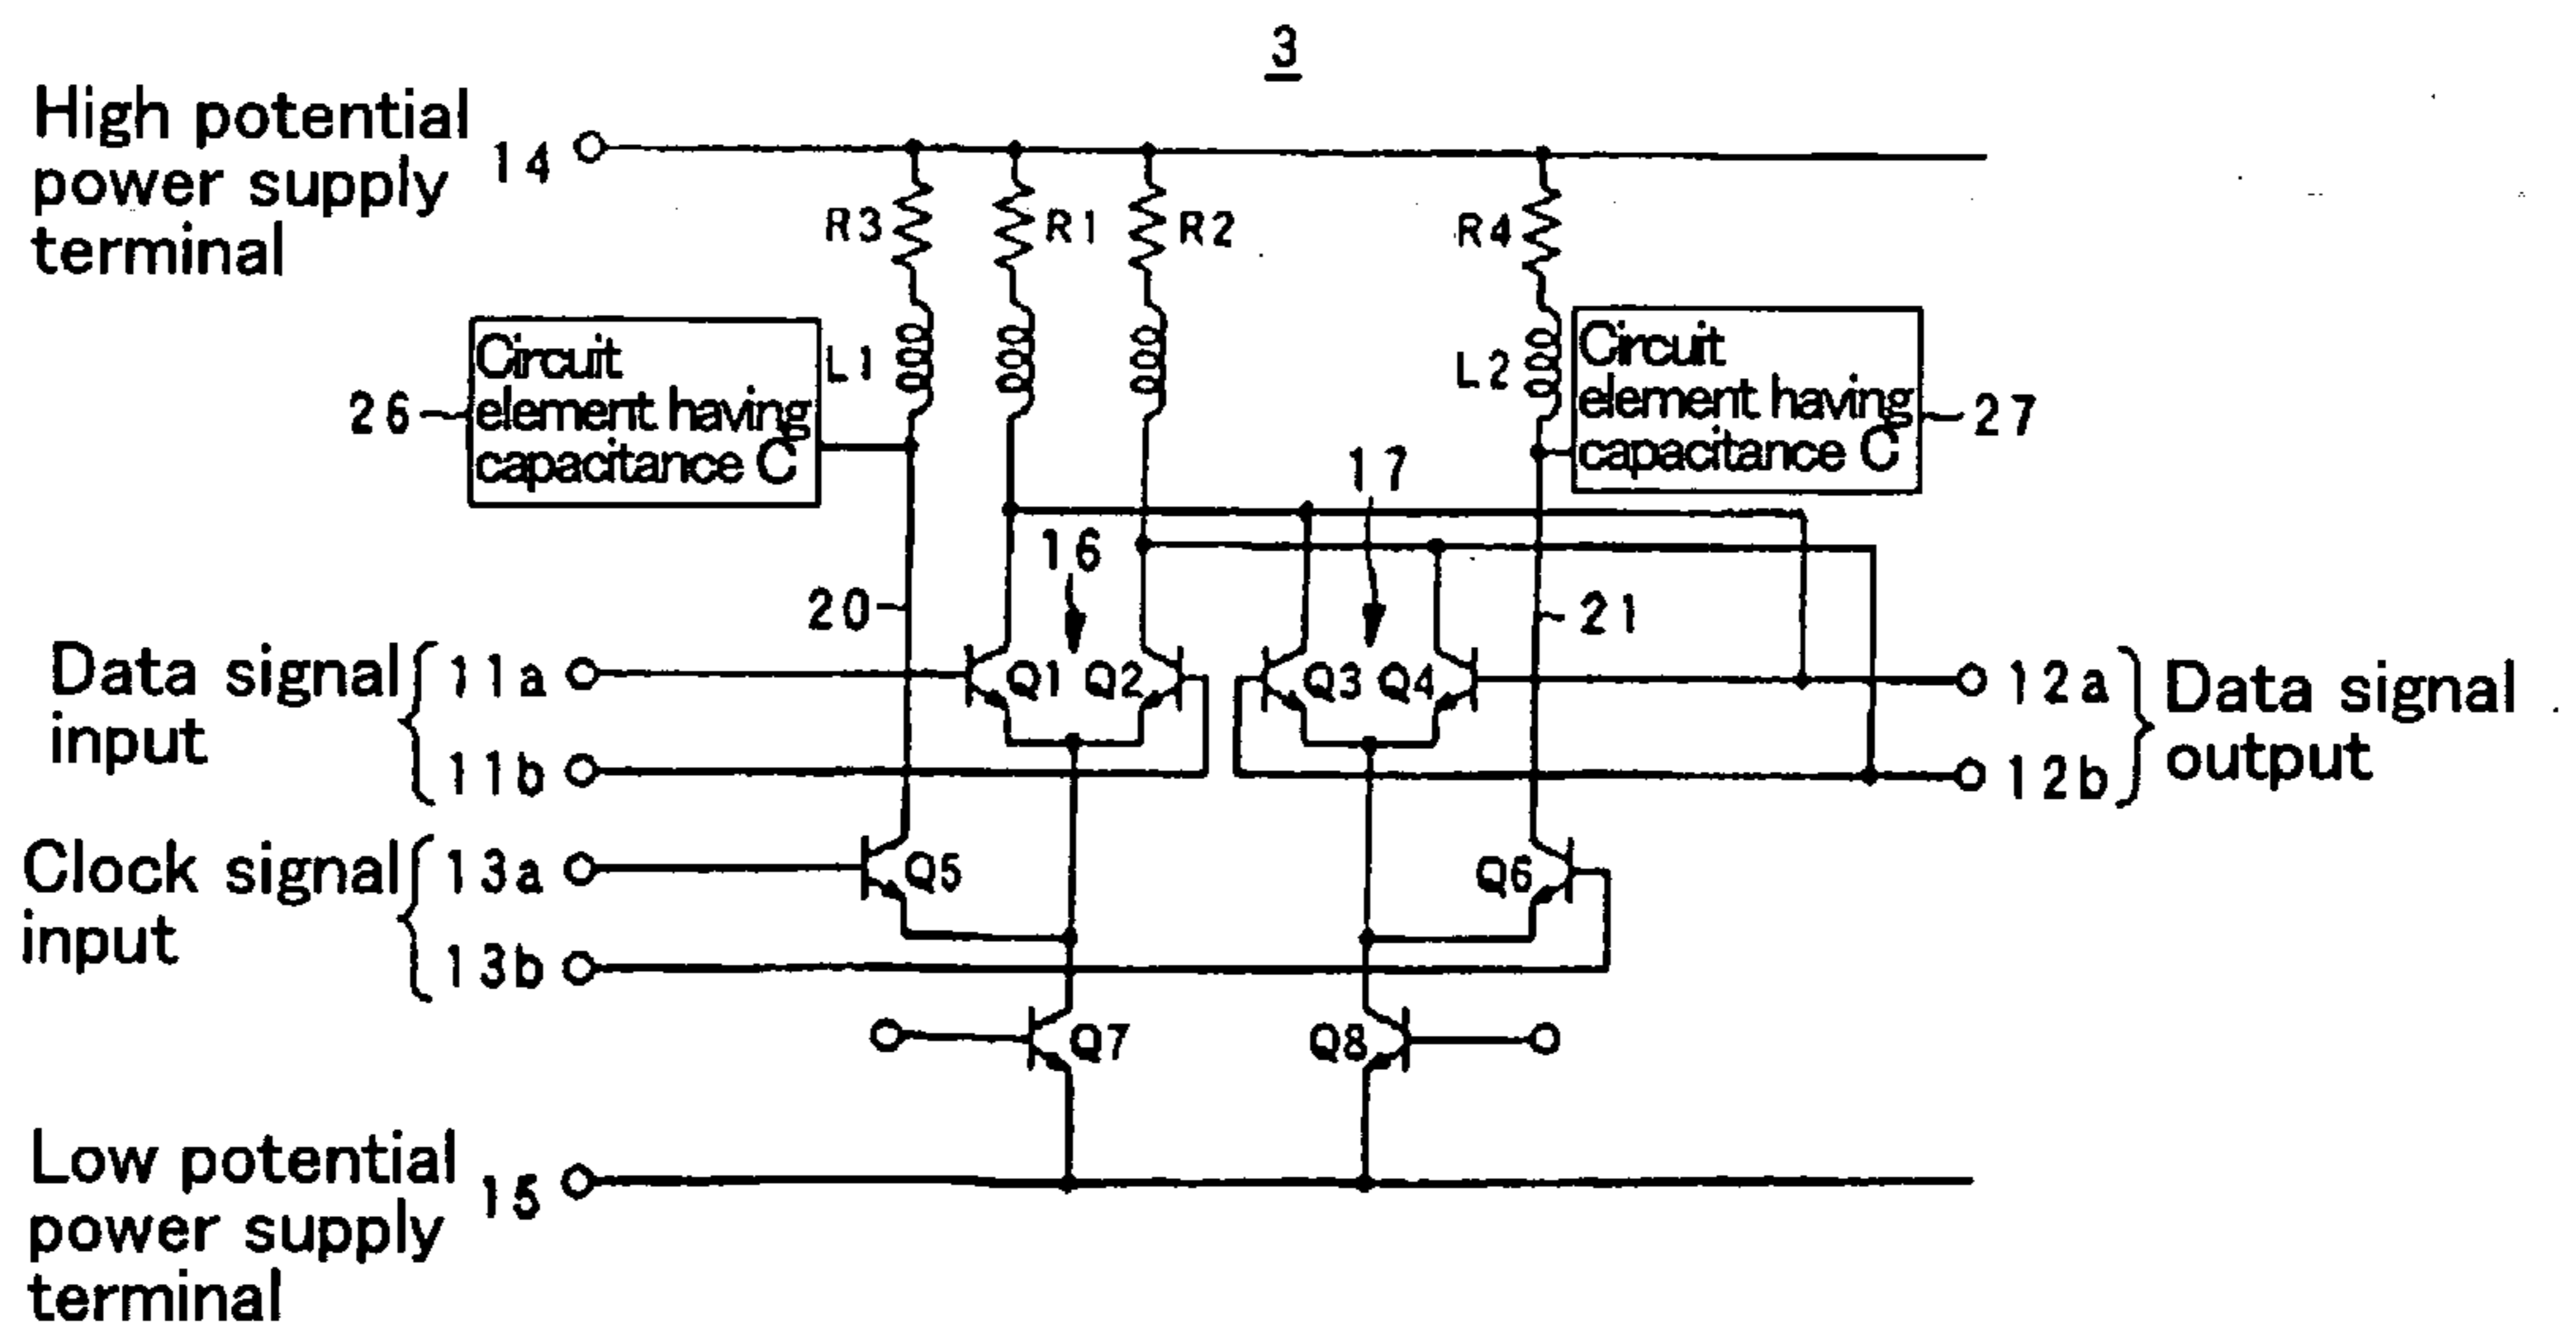 3
High potential
power supply
terminal
14
R3
R1
R2
R4
Circuit
element having
capacitance C
26
L1
L2
Circuit
element having
capacitance C
27
17
16
20
21
Data signal
input
11a
11b
Q1
Q2
Q3
Q4
12a
12b
Data signal
output
Clock signal
input
13a
13b
Q5
Q6
Q7
Q8
Low potential
power supply
terminal
15